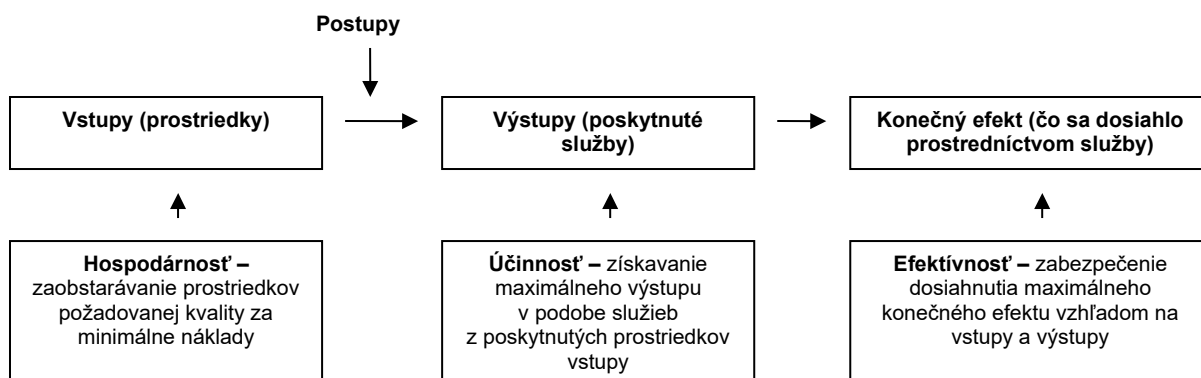 Postupy
Vstupy (prostriedky)
Výstupy (poskytnuté
služby)
Konečný efekt (čo sa dosiahlo
prostredníctvom služby)
Hospodárnosť –
zaobstarávanie prostriedkov
požadovanej kvality za
minimálne náklady
Účinnosť – získavanie
maximálneho výstupu
v podobe služieb
z poskytnutých prostriedkov
vstupy
Efektívnosť – zabezpečenie
dosiahnutia maximálneho
konečného efektu vzhľadom na
vstupy a výstupy